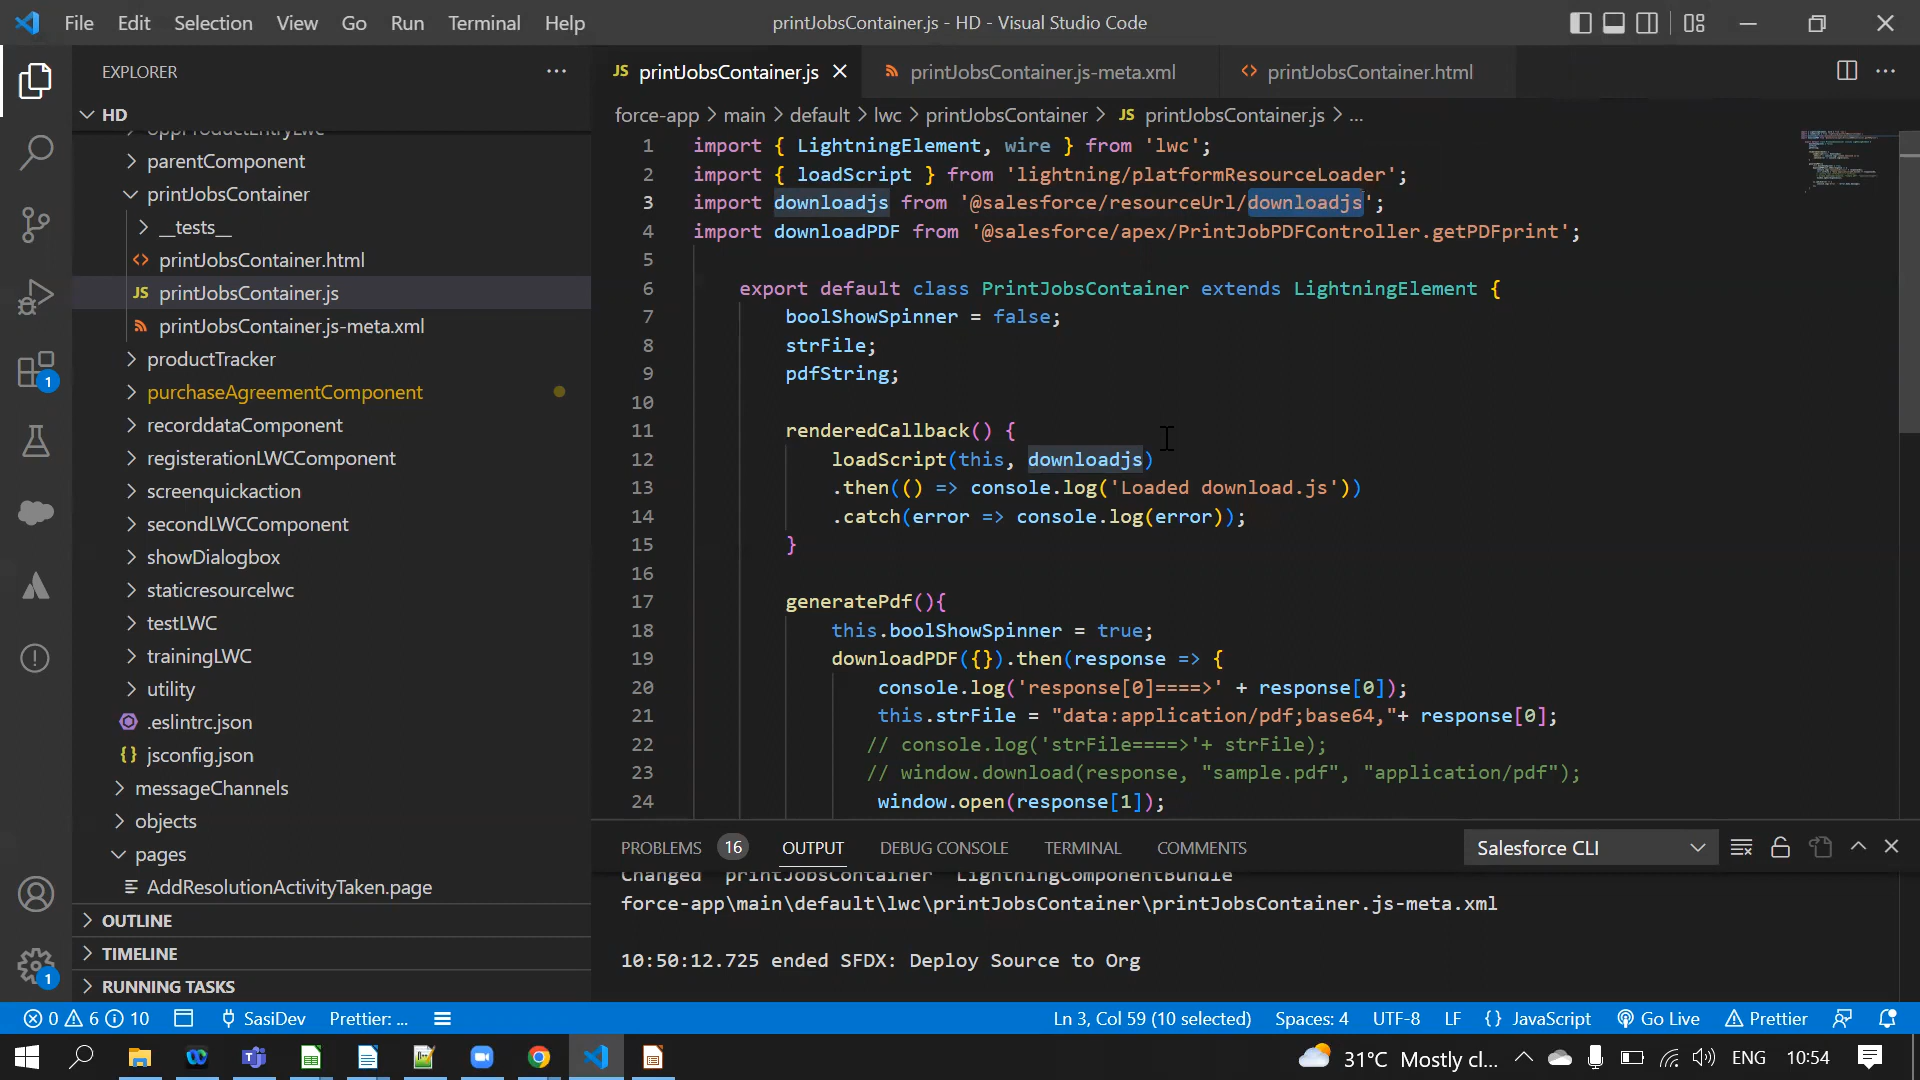 File Edit Selection View Go Run Terminal Help
printJobsContainer.js - HD - Visual Studio Code
EXPLORER
HD
oppProductEntryLwc
parentComponent
printJobsContainer
__tests__
printJobsContainer.html
JS printJobsContainer.js
printJobsContainer.js-meta.xml
productTracker
purchaseAgreementComponent
recorddataComponent
registerationLWCComponent
screenquickaction
secondLWCComponent
showDialogbox
staticresourcelwc
testLWC
trainingLWC
utility
.eslintrc.json
{} jsconfig.json
messageChannels
objects
pages
AddResolutionActivityTaken.page
OUTLINE
TIMELINE
RUNNING TASKS
1
1
JS printJobsContainer.js
printJobsContainer.js-meta.xml
<> printJobsContainer.html
force-app > main > default > lwc > printJobsContainer > JS printJobsContainer.js > ...
1 import { LightningElement, wire } from 'lwc';
2 import { loadScript } from 'lightning/platformResourceLoader';
3 import downloadjs from '@salesforce/resourceUrl/downloadjs';
4 import downloadPDF from '@salesforce/apex/PrintJobPDFController.getPDFprint';
5
6 export default class PrintJobsContainer extends LightningElement {
7 boolShowSpinner = false;
8 strFile;
9 pdfString;
10
11 renderedCallback() {
12 loadScript(this, downloadjs)
13 .then(() => console.log('Loaded download.js'))
14 .catch(error => console.log(error));
15 }
16
17 generatePdf(){
18 this.boolShowSpinner = true;
19 downloadPDF({}).then(response => {
20 console.log('response[0]====>' + response[0]);
21 this.strFile = "data:application/pdf;base64,"+ response[0];
22 // console.log('strFile====>'+ strFile);
23 // window.download(response, "sample.pdf", "application/pdf");
24 window.open(response[1]);
PROBLEMS 16 OUTPUT DEBUG CONSOLE TERMINAL COMMENTS
Salesforce CLI
Changed printJobsContainer LightningComponentBundle
force-app\main\default\lwc\printJobsContainer\printJobsContainer.js-meta.xml
10:50:12.725 ended SFDX: Deploy Source to Org
0 6 10 SasiDev Prettier: ...
Ln 3, Col 59 (10 selected) Spaces: 4 UTF-8 LF {} JavaScript Go Live Prettier
31°C Mostly cl... ENG 10:54